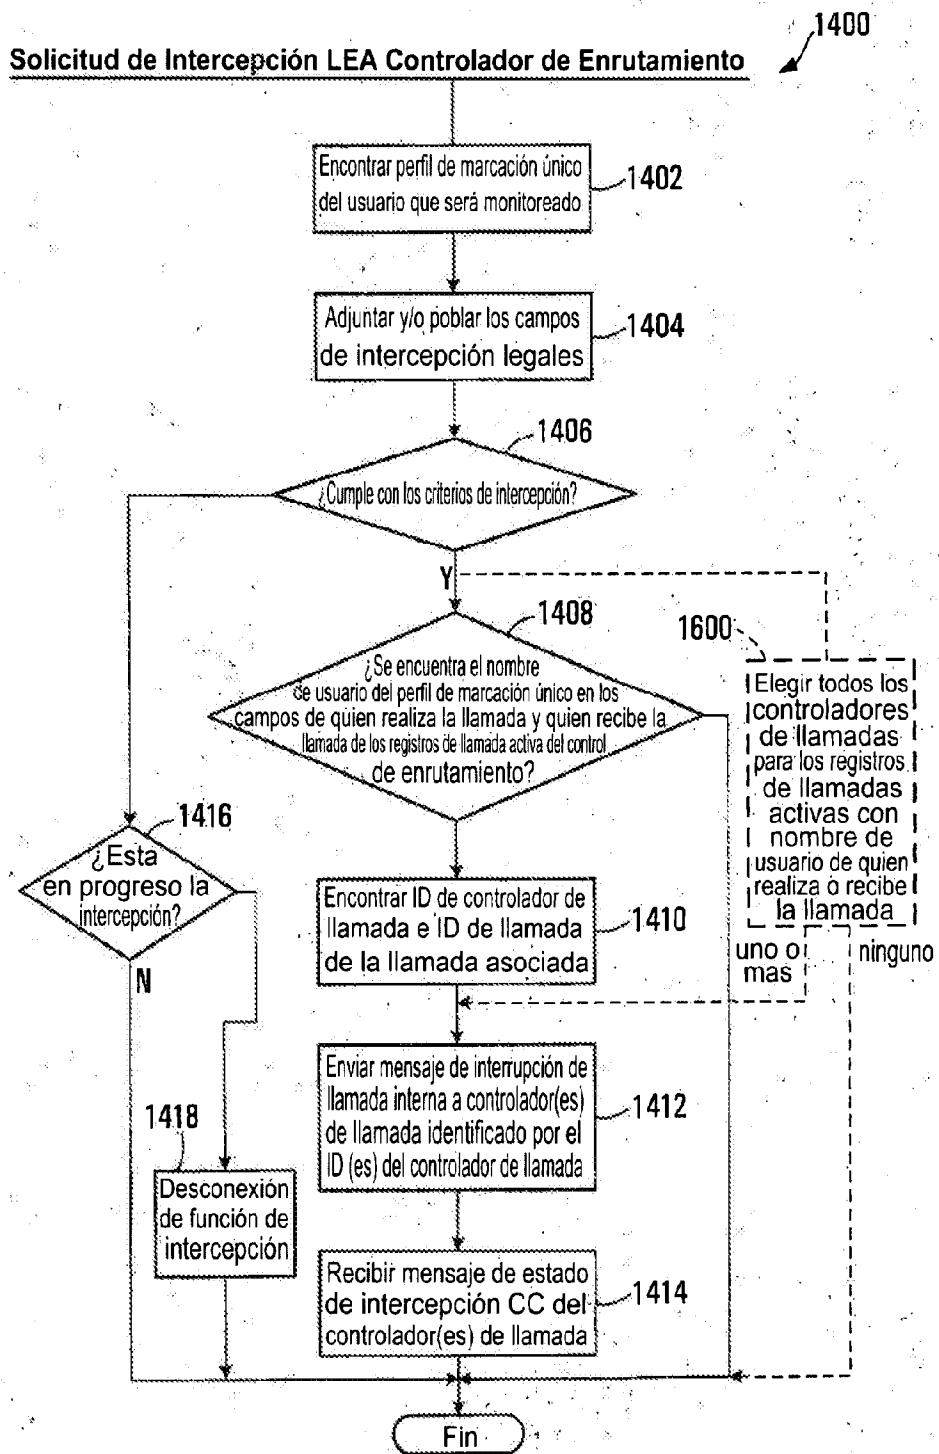 1400
Solicitud de Intercepción LEA Controlador de Enrutamiento
Encontrar perfil de marcación único
del usuario que será monitoreado
1402
Adjuntar y/o poblar los campos
de intercepción legales
1404
1406
¿Cumple con los criterios de intercepción?
Y
1408
¿Se encuentra el nombre
de usuario del perfil de marcación único en los
campos de quien realiza la llamada y quien recibe la
llamada de los registros de llamada activa del control
de enrutamiento?
1600
Elegir todos los
controladores
de llamadas
para los registros
de llamadas
activas con
nombre de
usuario de quien
realiza o recibe
la llamada
uno o
mas
ninguno
1416
¿Esta
en progreso la
intercepción?
N
Encontrar ID de controlador de
llamada e ID de llamada
de la llamada asociada
1410
Enviar mensaje de interrupción de
llamada interna a controlador(es)
de llamada identificado por el
ID (es) del controlador de llamada
1412
1418
Desconexión
de función de
intercepción
Recibir mensaje de estado
de intercepción CC del
controlador(es) de llamada
1414
Fin